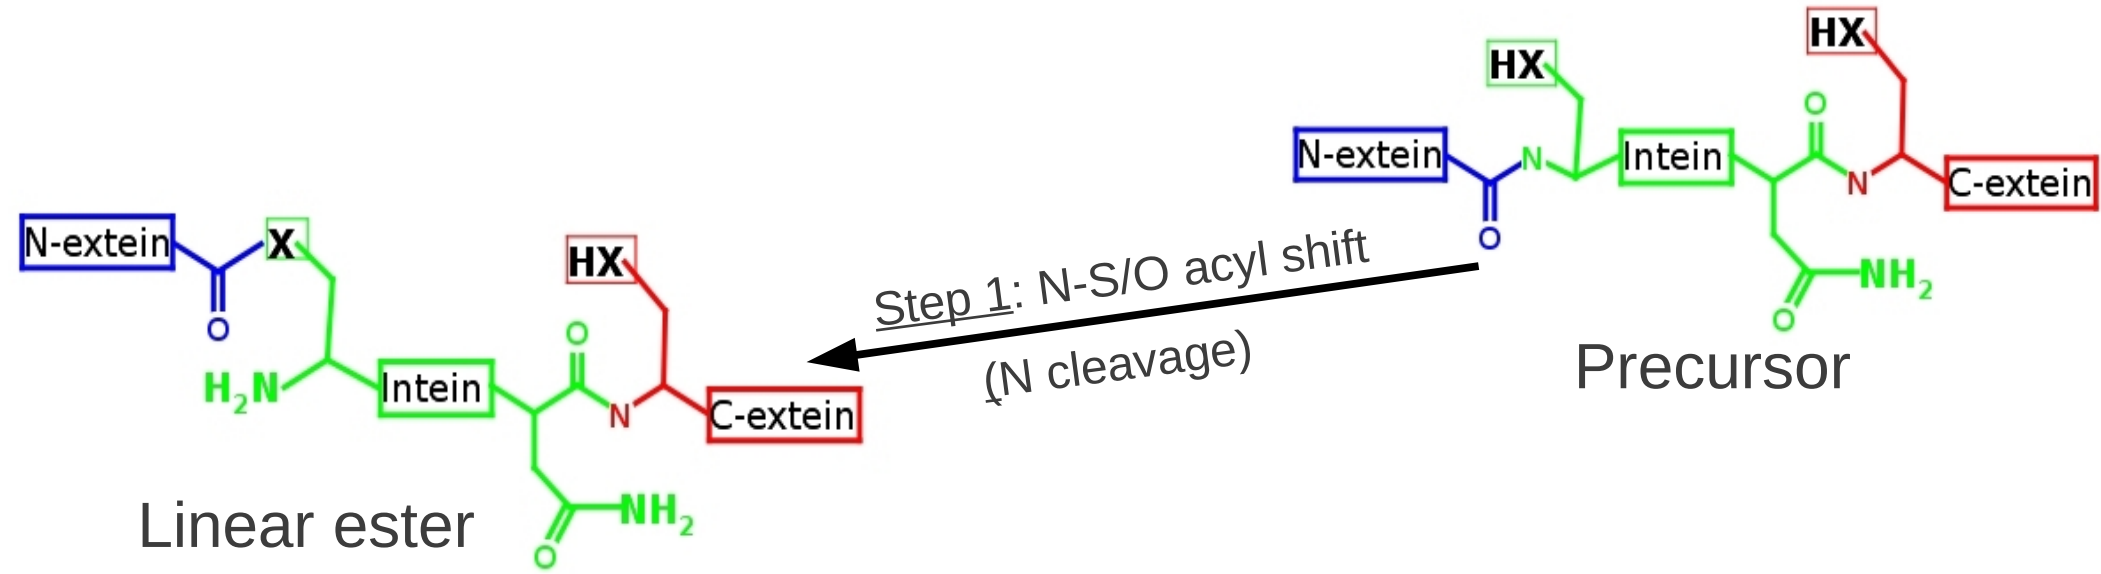 HX
HX
O
N-extein
N
Intein
N
C-extein
O
NH2
O
Precursor
Step 1: N-S/O acyl shift
(N cleavage)
N-extein
X
HX
O
O
H2N
Intein
N
C-extein
NH2
O
Linear ester